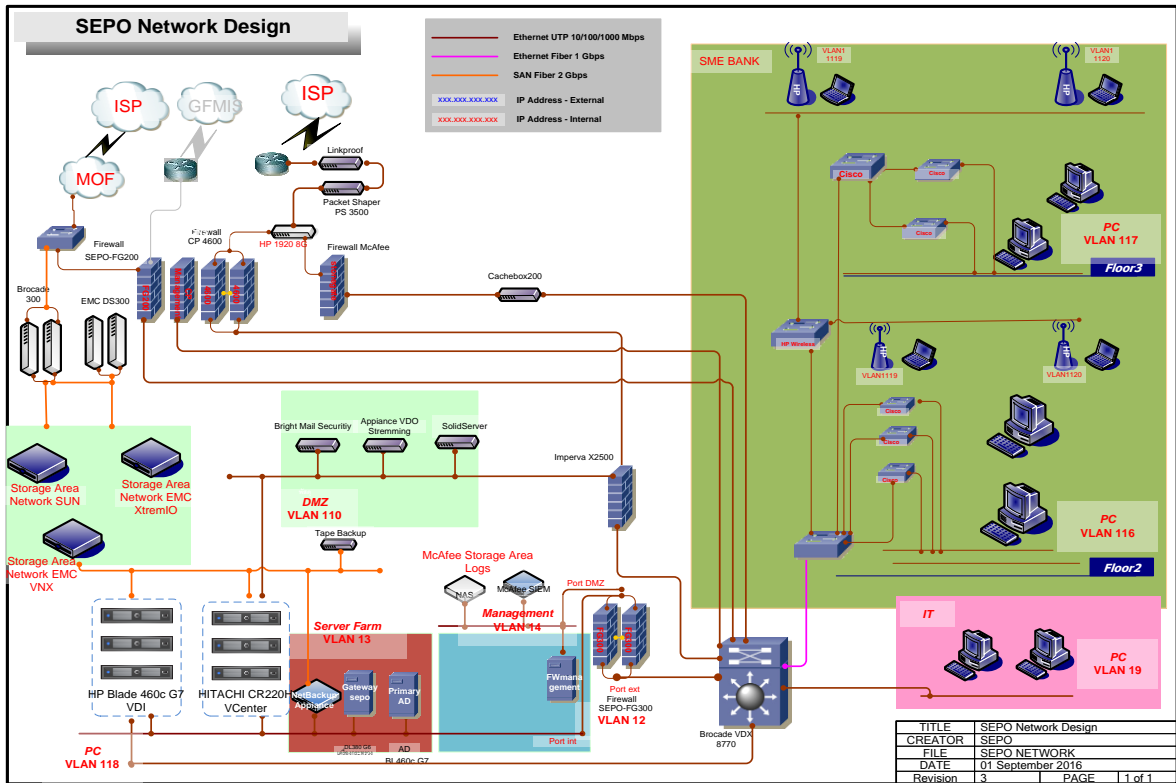 SEPO Network Design
Ethernet UTP 10/100/1000 Mbps
Ethernet Fiber 1 Gbps
SAN Fiber 2 Gbps
xxx.xxx.xxx.xxx IP Address - External
xxx.xxx.xxx.xxx IP Address - Internal
ISP
GFMIS
ISP
MOF
Linkproof
Packet Shaper
PS 3500
Firewall
SEPO-FG200
Firewall
CP 4600
HP 1920 8G
Firewall McAfee
Cachebox200
Brocade
300
EMC DS300
Storage Area
Network SUN
Storage Area
Network EMC
XtremIO
Storage Area
Network EMC
VNX
Bright Mail Securitiy
Appliance VDO
Stremming
SolidServer
DMZ
VLAN 110
Tape Backup
Imperva X2500
McAfee Storage Area
Logs
NAS
McAfee SIEM
Management
VLAN 14
Port DMZ
Server Farm
VLAN 13
HP Blade 460c G7
VDI
HITACHI CR220H
VCenter
NetBackup
Appliance
Gateway
sepo
Primary
AD
FWmana
gement
DL380 G6
AD
BL460c G7
Port ext
Firewall
SEPO-FG300
VLAN 12
Port int
PC
VLAN 118
Brocade VDX
8770
SME BANK
VLAN1
1119
VLAN1
1120
HP
HP
Cisco
Cisco
Cisco
PC
VLAN 117
Floor3
HP Wireless
HP
HP
VLAN1119
VLAN1120
Cisco
Cisco
Cisco
PC
VLAN 116
Floor2
IT
PC
VLAN 19
TITLE SEPO Network Design
CREATOR SEPO
FILE SEPO NETWORK
DATE 01 September 2016
Revision 3 PAGE 1 of 1